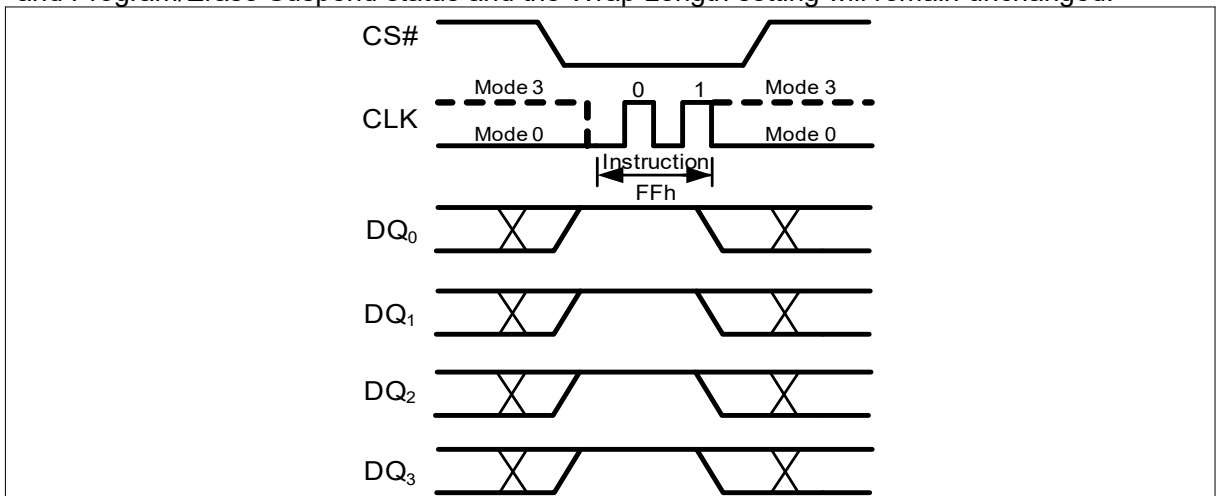 and Program/Erase Suspend status and the Wrap Length setting will remain unchanged.
CS#
Mode 3 0 1 Mode 3
CLK
Mode 0 Mode 0
Instruction
FFh
DQ0
DQ1
DQ2
DQ3